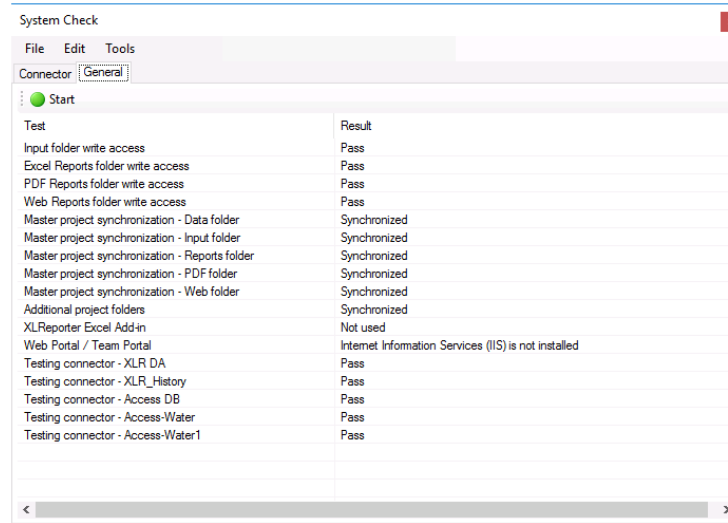 System Check
File Edit Tools
Connector General
Start
Test Result
Input folder write access Pass
Excel Reports folder write access Pass
PDF Reports folder write access Pass
Web Reports folder write access Pass
Master project synchronization - Data folder Synchronized
Master project synchronization - Input folder Synchronized
Master project synchronization - Reports folder Synchronized
Master project synchronization - PDF folder Synchronized
Master project synchronization - Web folder Synchronized
Additional project folders Synchronized
XLReporter Excel Add-in Not used
Web Portal / Team Portal Internet Information Services (IIS) is not installed
Testing connector - XLR DA Pass
Testing connector - XLR_History Pass
Testing connector - Access DB Pass
Testing connector - Access-Water Pass
Testing connector - Access-Water1 Pass